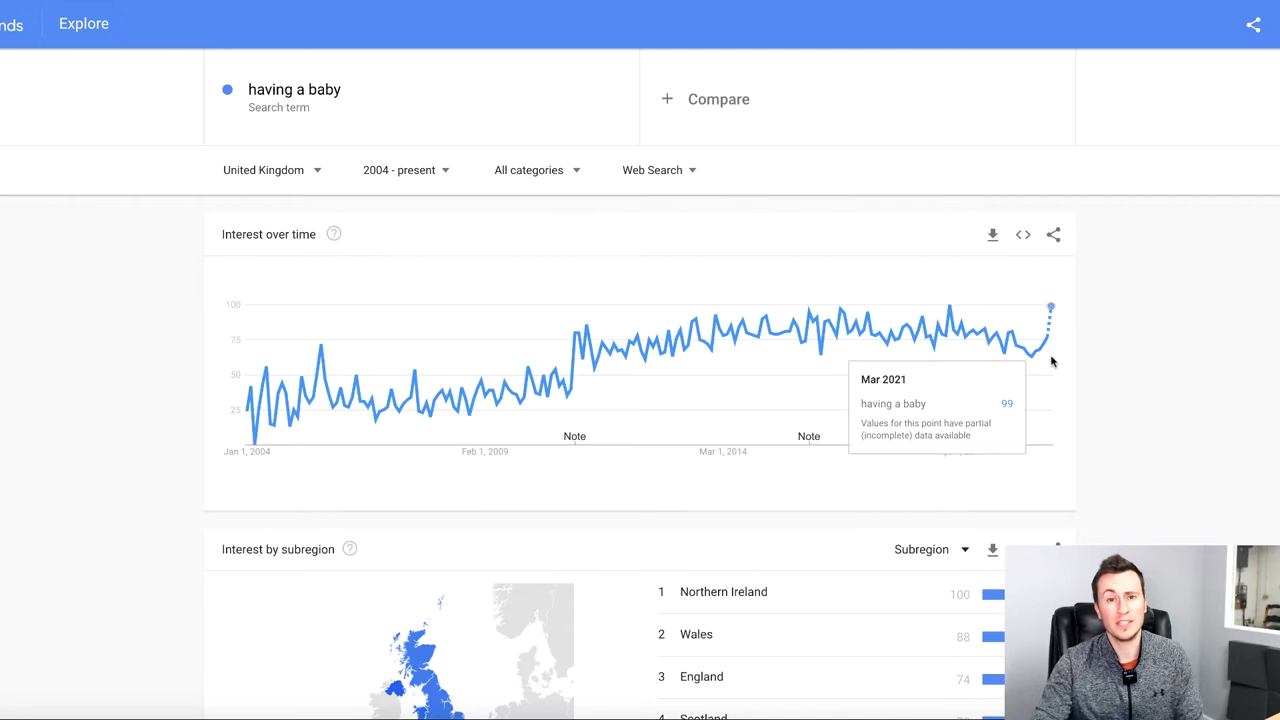 nds
Explore
having a baby
Search term
+ Compare
United Kingdom
2004 - present
All categories
Web Search
Interest over time
?
<>
100
75
50
25
Note
Note
Jan 1, 2004
Feb 1, 2009
Mar 1, 2014
Mar 2021
having a baby 99
Values for this point have partial
(incomplete) data available
Interest by subregion
?
Subregion
1 Northern Ireland 100
2 Wales 88
3 England 74
4 Scotland